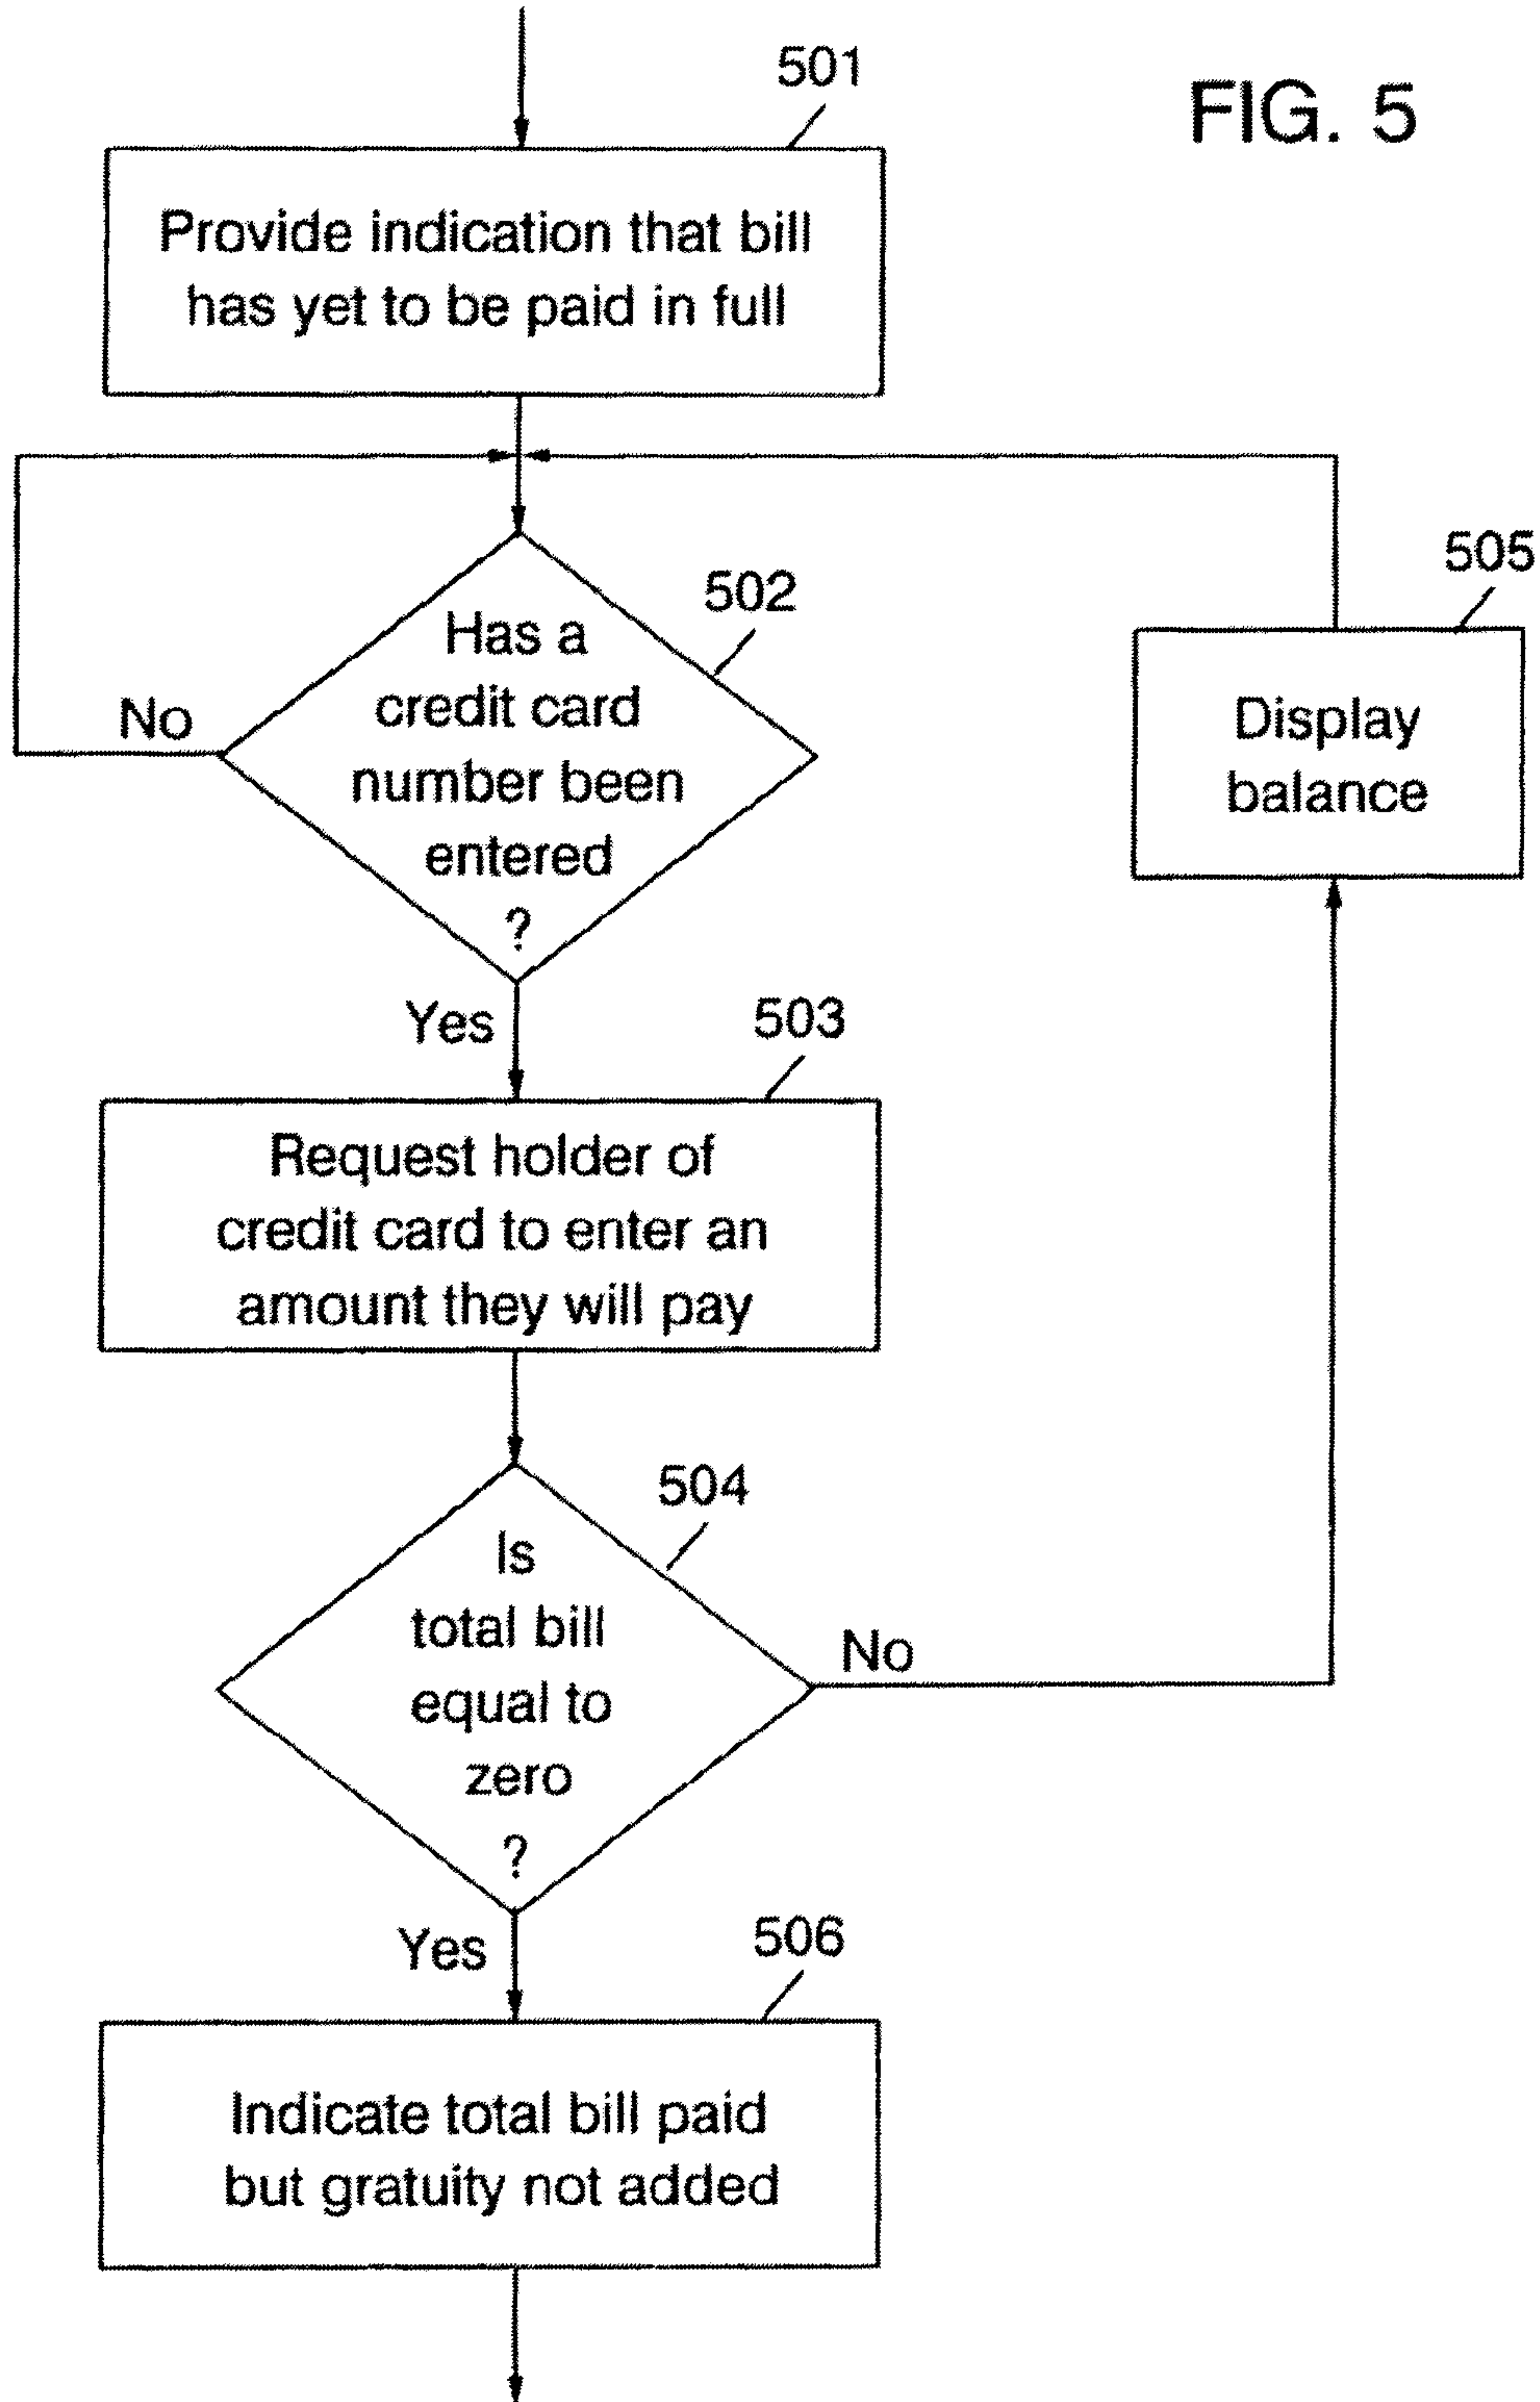 FIG. 5
501
Provide indication that bill
has yet to be paid in full
502
Has a
credit card
number been
entered
?
No
Yes
503
Request holder of
credit card to enter an
amount they will pay
504
Is
total bill
equal to
zero
?
No
505
Display
balance
Yes
506
Indicate total bill paid
but gratuity not added